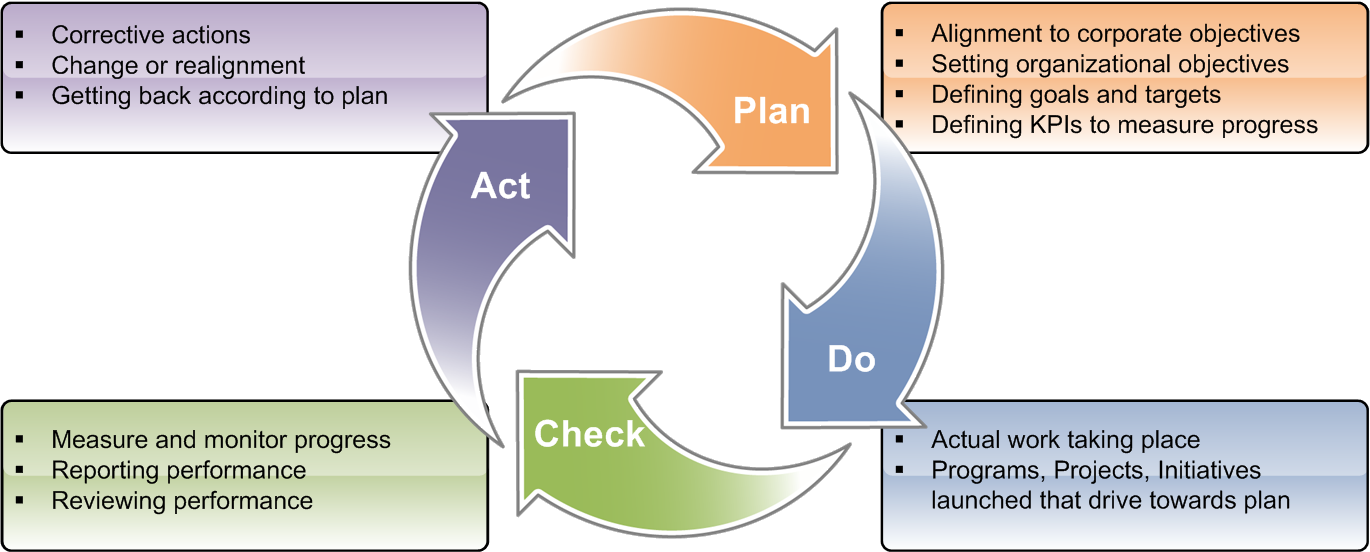 ▪ Corrective actions
▪ Change or realignment
▪ Getting back according to plan
Plan
▪ Alignment to corporate objectives
▪ Setting organizational objectives
▪ Defining goals and targets
▪ Defining KPIs to measure progress
Act
Do
Check
▪ Measure and monitor progress
▪ Reporting performance
▪ Reviewing performance
▪ Actual work taking place
▪ Programs, Projects, Initiatives
launched that drive towards plan